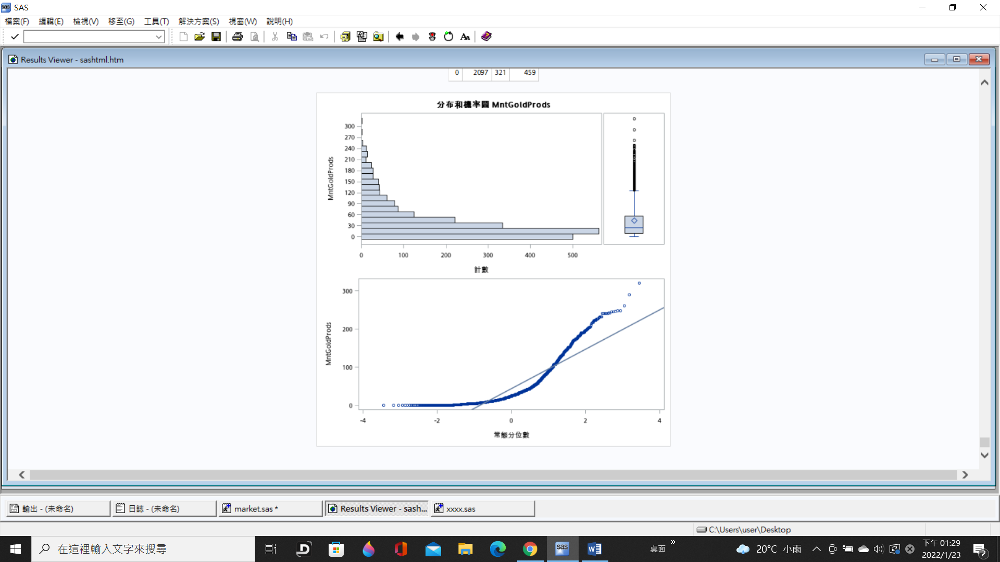 SAS
檔案(F) 編輯(E) 檢視(V) 移至(G) 工具(T) 解決方案(S) 視窗(W) 說明(H)
Results Viewer - sashtml.htm
0 2097 321 459
分布和機率圖 MntGoldProds
MntGoldProds
300
270
240
210
180
150
120
90
60
30
0
0 100 200 300 400 500
計數
MntGoldProds
300
200
100
0
-4 -2 0 2 4
常態分位數
輸出 - (未命名) 日誌 - (未命名) market.sas * Results Viewer - sash... xxxx.sas
C:\Users\user\Desktop
在這裡輸入文字來搜尋
桌面
20°C 小雨
下午 01:29
2022/1/23
2